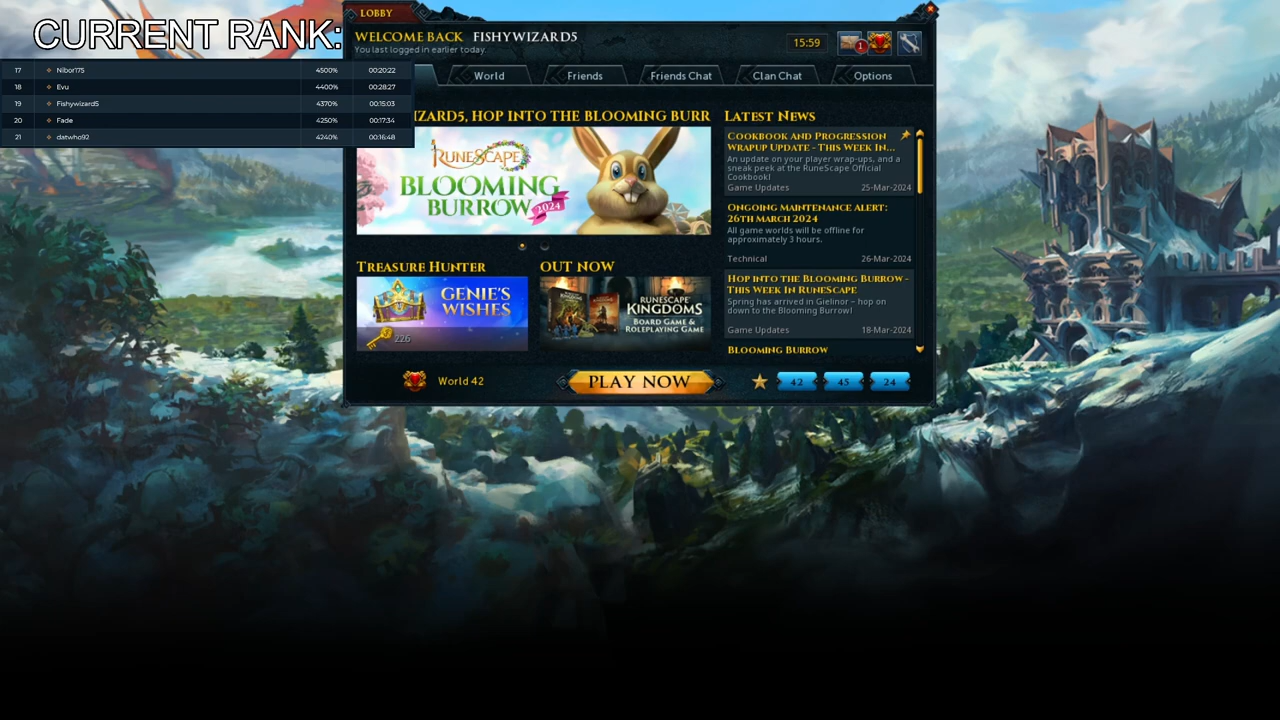 CURRENT RANK:
17 Nibor175 4500% 00:20:22
18 Evu 4400% 00:28:27
19 Fishywizard5 4370% 00:15:03
20 Fade 4250% 00:17:34
21 datwho92 4240% 00:16:48
LOBBY
WELCOME BACK FISHYWIZARD5
You last logged in earlier today.
15:59
1
World
Friends
Friends Chat
Clan Chat
Options
IZARD5, HOP INTO THE BLOOMING BURR
RUNESCAPE
BLOOMING
BURROW
2024
TREASURE HUNTER
GENIE'S
WISHES
226
OUT NOW
RUNESCAPE
KINGDOMS
BOARD GAME &
ROLEPLAYING GAME
LATEST NEWS
COOKBOOK AND PROGRESSION
WRAPUP UPDATE - THIS WEEK IN...
An update on your player wrap-ups, and a
sneak peek at the RuneScape Official
Cookbook!
Game Updates 25-Mar-2024
ONGOING MAINTENANCE ALERT:
26TH MARCH 2024
All game worlds will be offline for
approximately 3 hours.
Technical 26-Mar-2024
HOP INTO THE BLOOMING BURROW -
THIS WEEK IN RUNESCAPE
Spring has arrived in Gielinor – hop on
down to the Blooming Burrow!
Game Updates 18-Mar-2024
BLOOMING BURROW
World 42
PLAY NOW
42 45 24